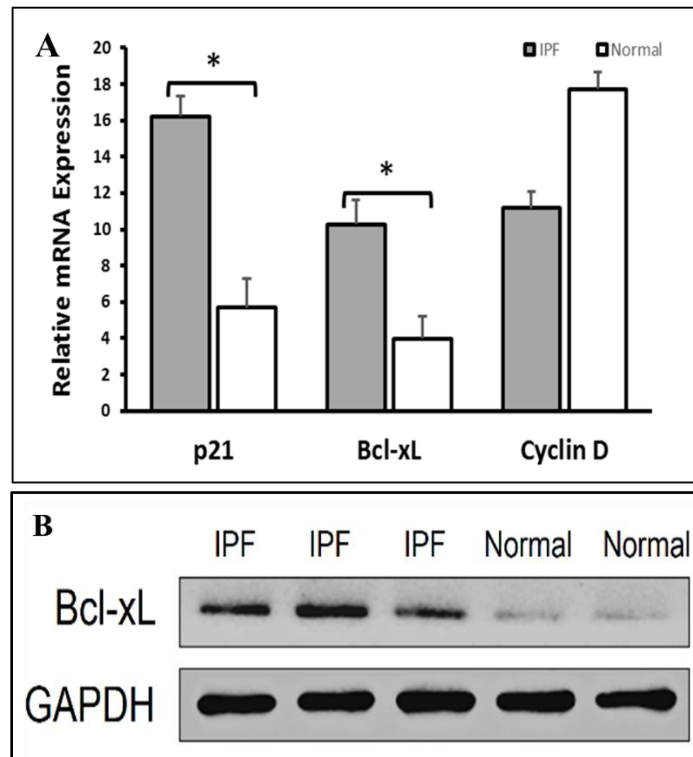 A
Relative mRNA Expression
20
18
16
14
12
10
8
6
4
2
0
IPF Normal
*
*
p21 Bcl-xL Cyclin D
B
IPF IPF IPF Normal Normal
Bcl-xL
GAPDH